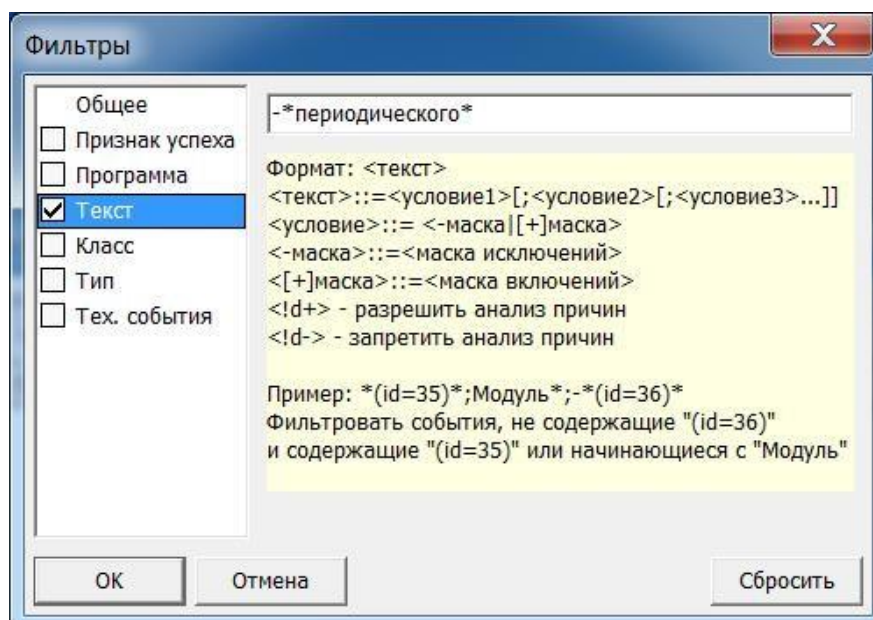 Фильтры
Общее
Признак успеха
Программа
Текст
Класс
Тип
Тех. события
-*периодического*
Формат: <текст>
<текст>::=<условие1>[;<условие2>[;<условие3>...]]
<условие>::= <-маска|[+]маска>
<-маска>::=<маска исключений>
<[+]маска>::=<маска включений>
<!d+> - разрешить анализ причин
<!d-> - запретить анализ причин
Пример: *(id=35)*;Модуль*;-*(id=36)*
Фильтровать события, не содержащие "(id=36)"
и содержащие "(id=35)" или начинающиеся с "Модуль"
OK
Отмена
Сбросить